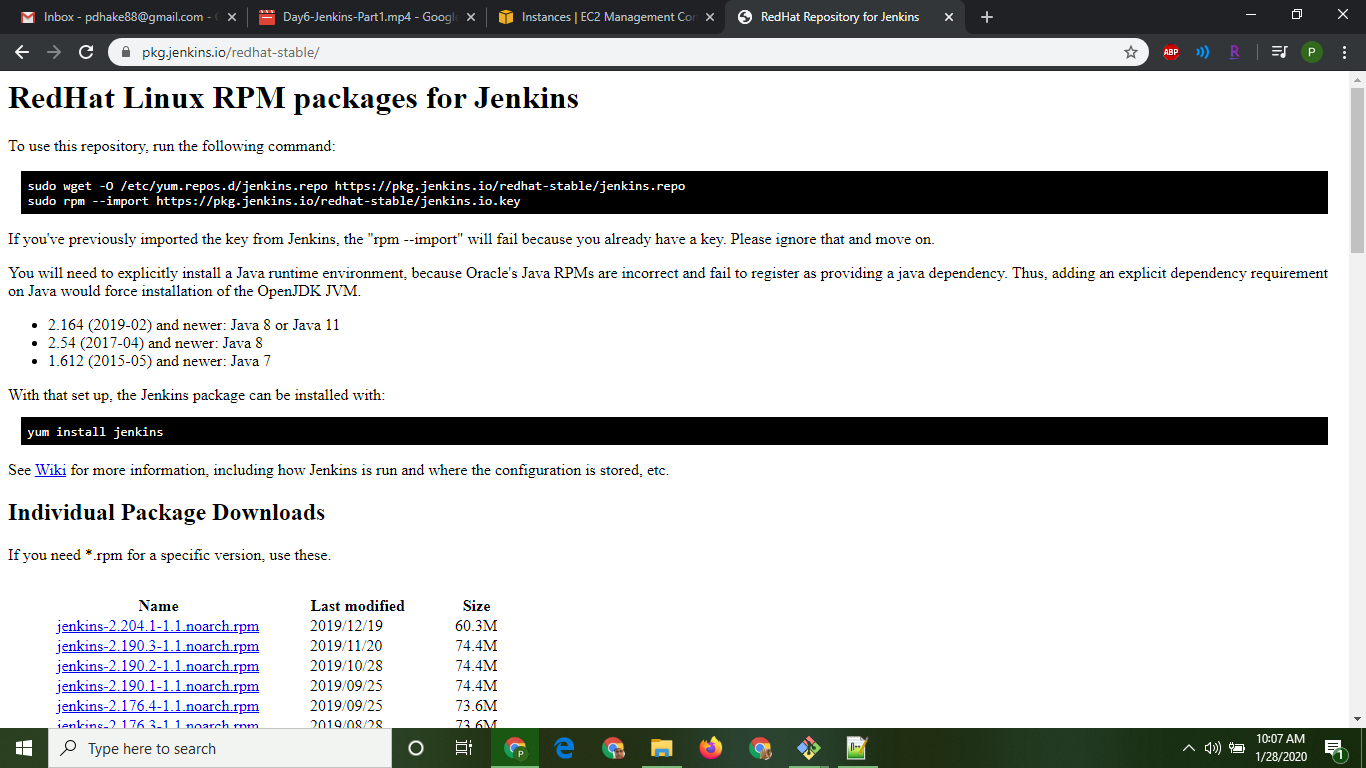 Inbox - pdhake88@gmail.com - G
Day6-Jenkins-Part1.mp4 - Google
Instances | EC2 Management Con
RedHat Repository for Jenkins
pkg.jenkins.io/redhat-stable/
ABP
R
P
RedHat Linux RPM packages for Jenkins
To use this repository, run the following command:
sudo wget -O /etc/yum.repos.d/jenkins.repo https://pkg.jenkins.io/redhat-stable/jenkins.repo
sudo rpm --import https://pkg.jenkins.io/redhat-stable/jenkins.io.key
If you've previously imported the key from Jenkins, the "rpm --import" will fail because you already have a key. Please ignore that and move on.
You will need to explicitly install a Java runtime environment, because Oracle's Java RPMs are incorrect and fail to register as providing a java dependency. Thus, adding an explicit dependency requirement
on Java would force installation of the OpenJDK JVM.
• 2.164 (2019-02) and newer: Java 8 or Java 11
• 2.54 (2017-04) and newer: Java 8
• 1.612 (2015-05) and newer: Java 7
With that set up, the Jenkins package can be installed with:
yum install jenkins
See Wiki for more information, including how Jenkins is run and where the configuration is stored, etc.
Individual Package Downloads
If you need *.rpm for a specific version, use these.
Name Last modified Size
jenkins-2.204.1-1.1.noarch.rpm 2019/12/19 60.3M
jenkins-2.190.3-1.1.noarch.rpm 2019/11/20 74.4M
jenkins-2.190.2-1.1.noarch.rpm 2019/10/28 74.4M
jenkins-2.190.1-1.1.noarch.rpm 2019/09/25 74.4M
jenkins-2.176.4-1.1.noarch.rpm 2019/09/25 73.6M
jenkins-2.176.3-1.1.noarch.rpm 2019/08/28 73.6M
Type here to search
P
10:07 AM
1/28/2020
1